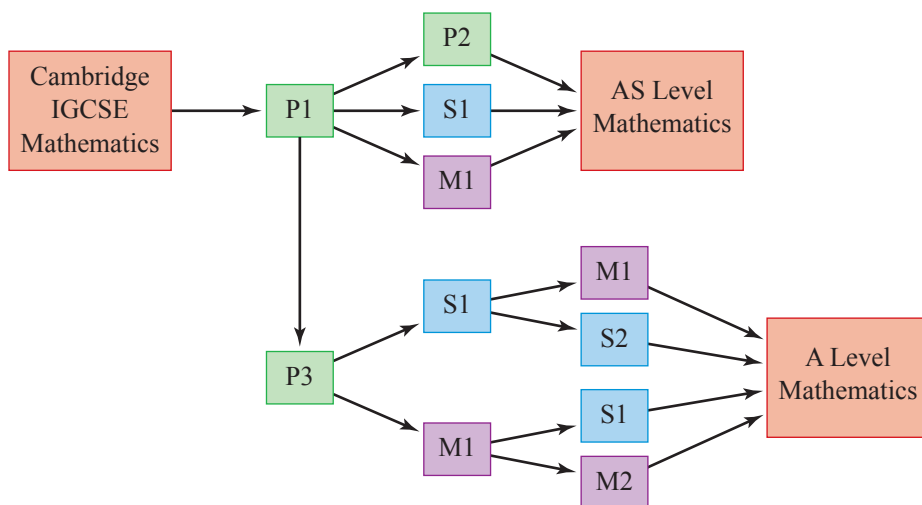 Cambridge
IGCSE
Mathematics
P1
P2
S1
M1
AS Level
Mathematics
P3
S1
M1
M1
S2
S1
M2
A Level
Mathematics